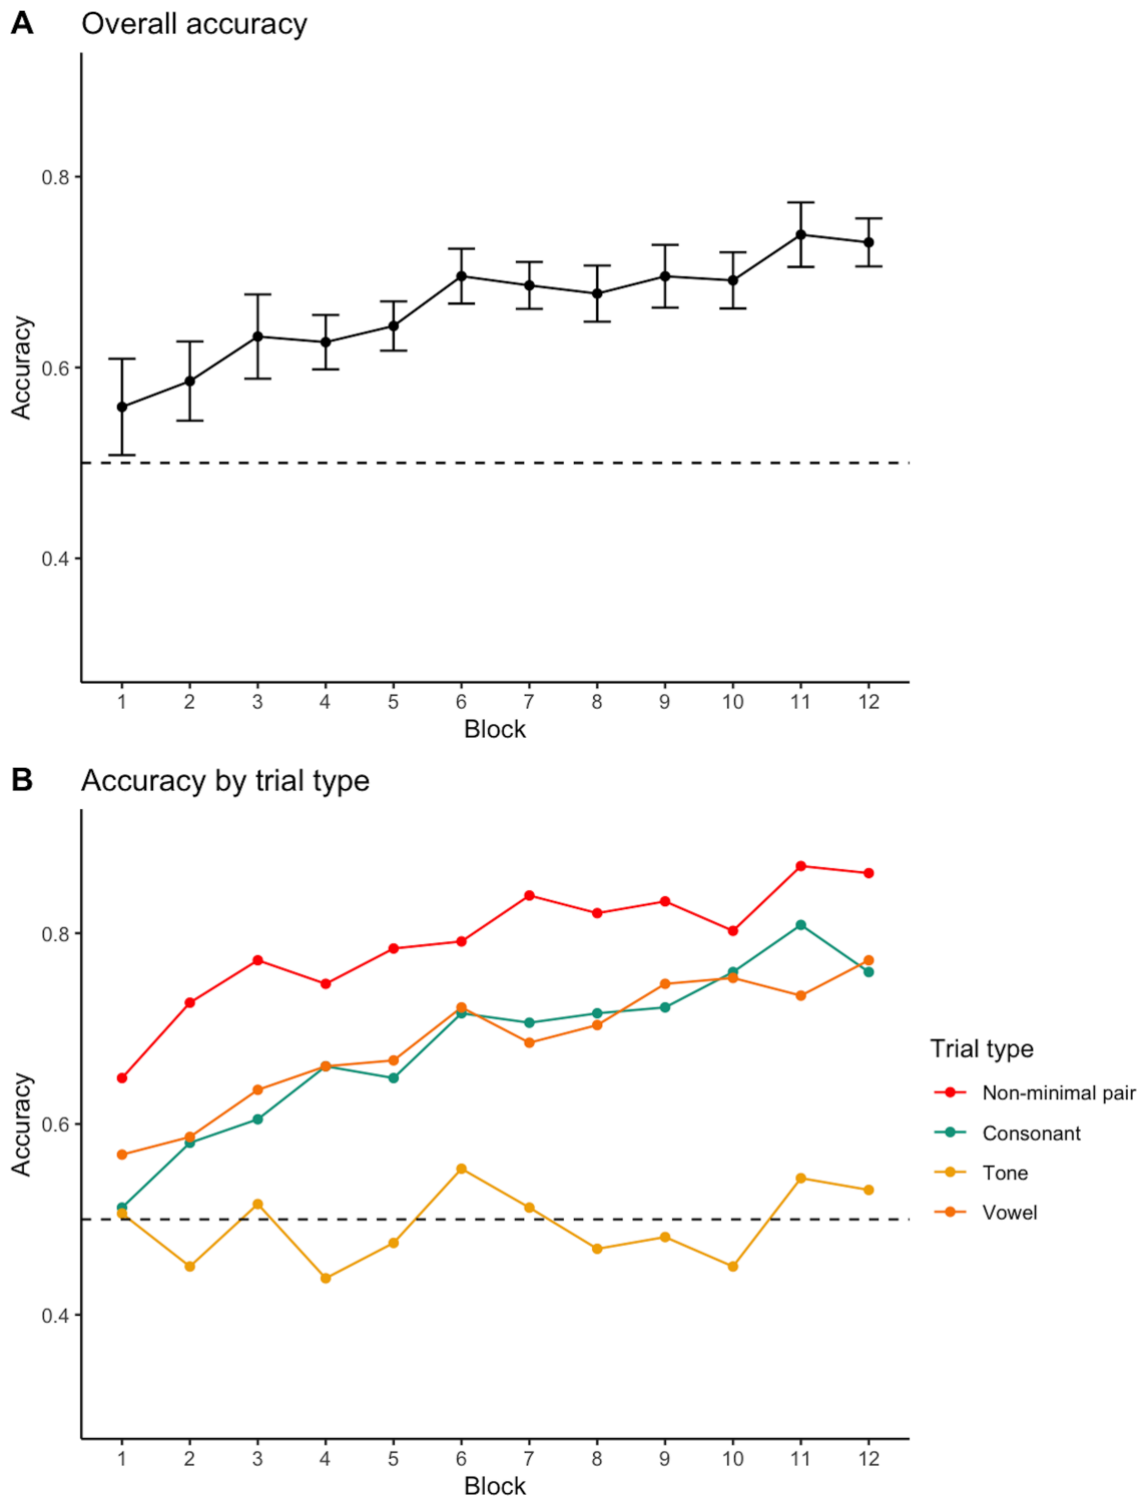 A Overall accuracy
0.8
0.6
0.4
Accuracy
1 2 3 4 5 6 7 8 9 10 11 12
Block
B Accuracy by trial type
0.8
0.6
0.4
Accuracy
1 2 3 4 5 6 7 8 9 10 11 12
Block
Trial type
Non-minimal pair
Consonant
Tone
Vowel